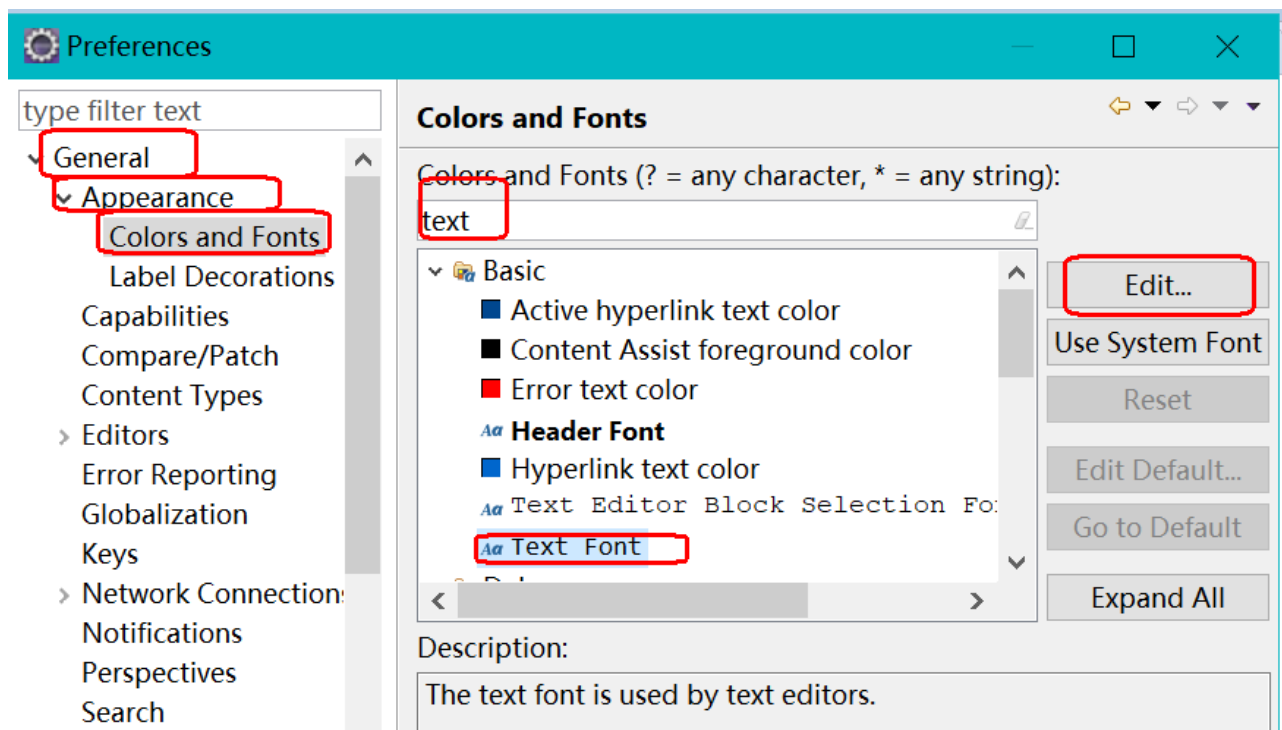 Preferences
type filter text
General
Appearance
Colors and Fonts
Label Decorations
Capabilities
Compare/Patch
Content Types
Editors
Error Reporting
Globalization
Keys
Network Connection
Notifications
Perspectives
Search
Colors and Fonts
Colors and Fonts (? = any character, * = any string):
text
Basic
Active hyperlink text color
Content Assist foreground color
Error text color
Aa Header Font
Hyperlink text color
Aa Text Editor Block Selection Fo
Aa Text Font
Edit...
Use System Font
Reset
Edit Default...
Go to Default
Expand All
Description:
The text font is used by text editors.